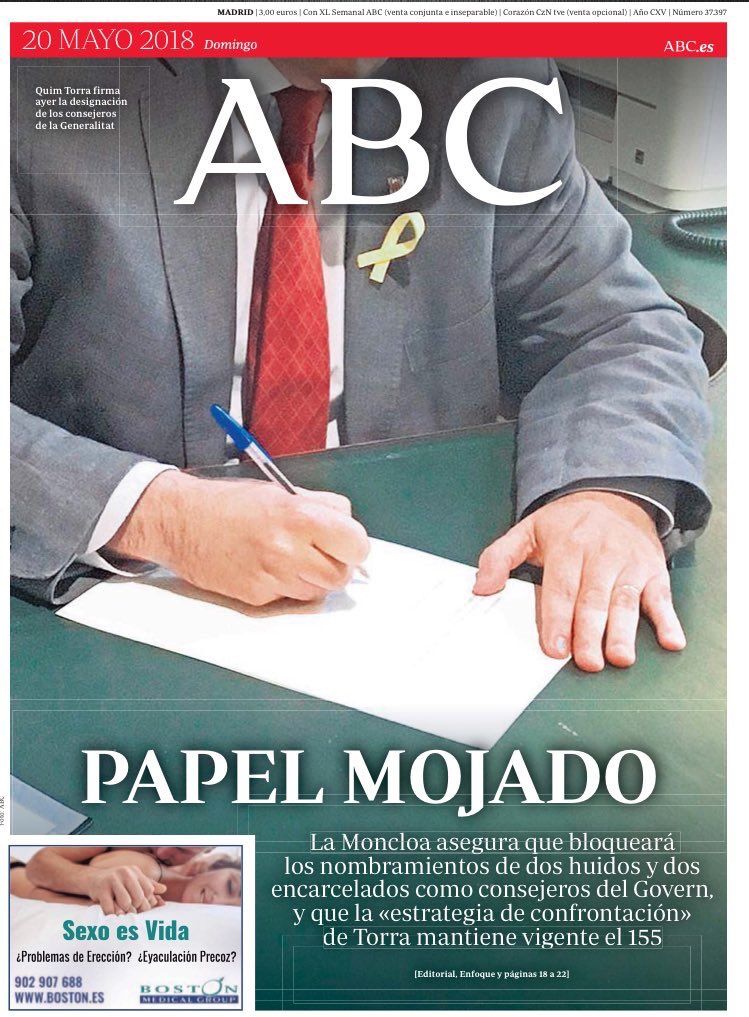 MADRID | 3,00 euros | Con XL Semanal ABC (venta conjunta e inseparable) | Corazón CzN tve (venta opcional) | Año CXV | Número 37.397
20 MAYO 2018 Domingo
ABC.es
ABC
Quim Torra firma
ayer la designación
de los consejeros
de la Generalitat
PAPEL MOJADO
La Moncloa asegura que bloqueará
los nombramientos de dos huidos y dos
encarcelados como consejeros del Govern,
y que la «estrategia de confrontación»
de Torra mantiene vigente el 155
[Editorial, Enfoque y páginas 18 a 22]
Foto: ABC
Sexo es Vida
¿Problemas de Erección? ¿Eyaculación Precoz?
902 907 688
WWW.BOSTON.ES
BOSTON
MEDICAL GROUP